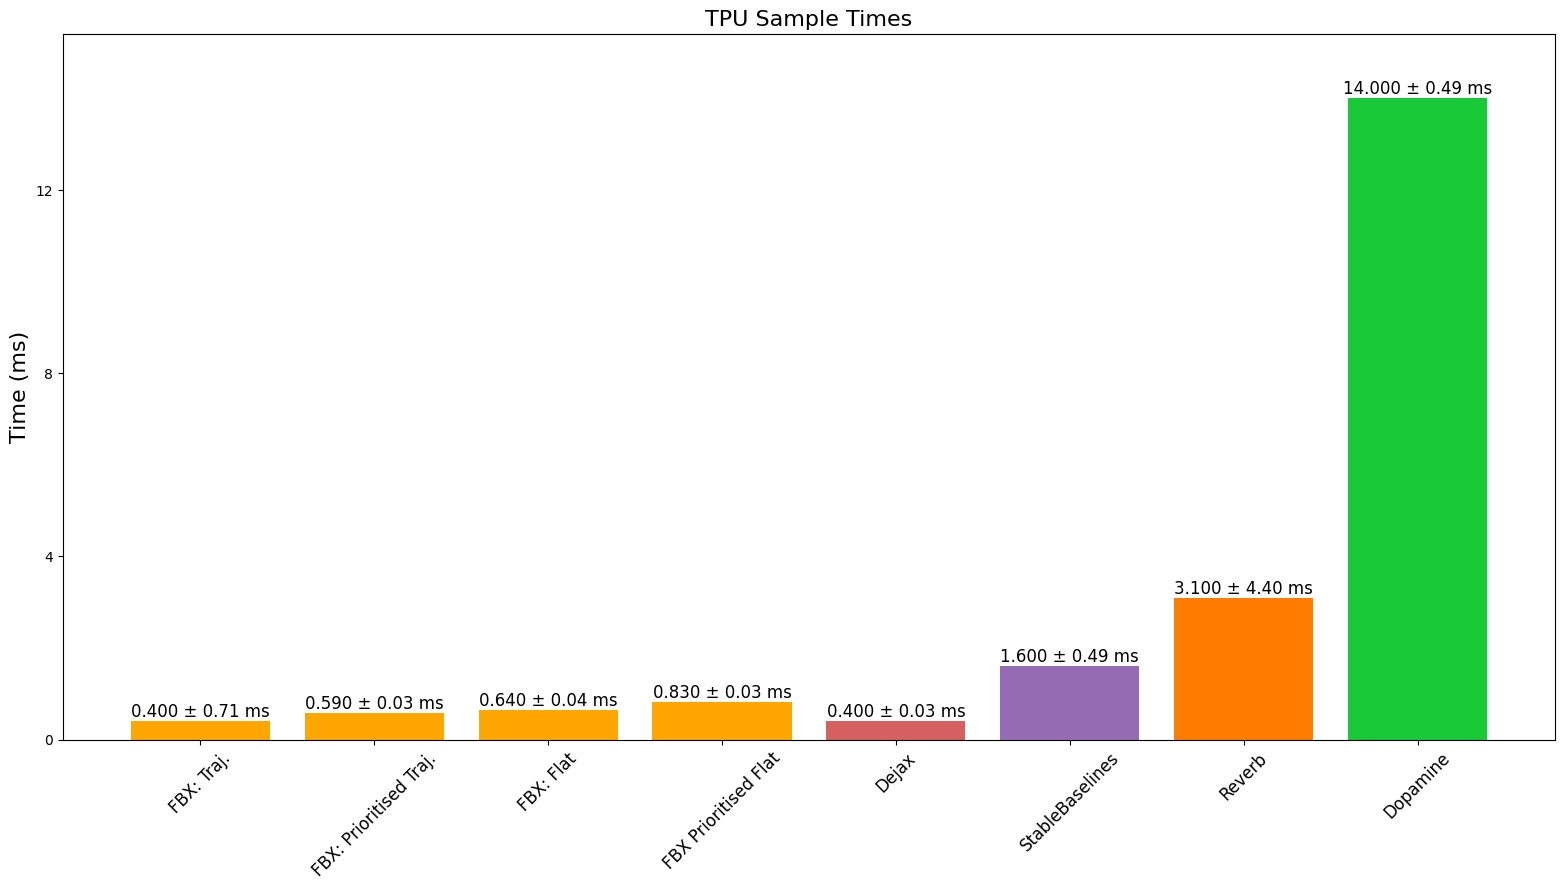 TPU Sample Times
Time (ms)
12
8
4
0
0.400 ± 0.71 ms
0.590 ± 0.03 ms
0.640 ± 0.04 ms
0.830 ± 0.03 ms
0.400 ± 0.03 ms
1.600 ± 0.49 ms
3.100 ± 4.40 ms
14.000 ± 0.49 ms
FBX: Traj.
FBX: Prioritised Traj.
FBX: Flat
FBX Prioritised Flat
Dejax
StableBaselines
Reverb
Dopamine